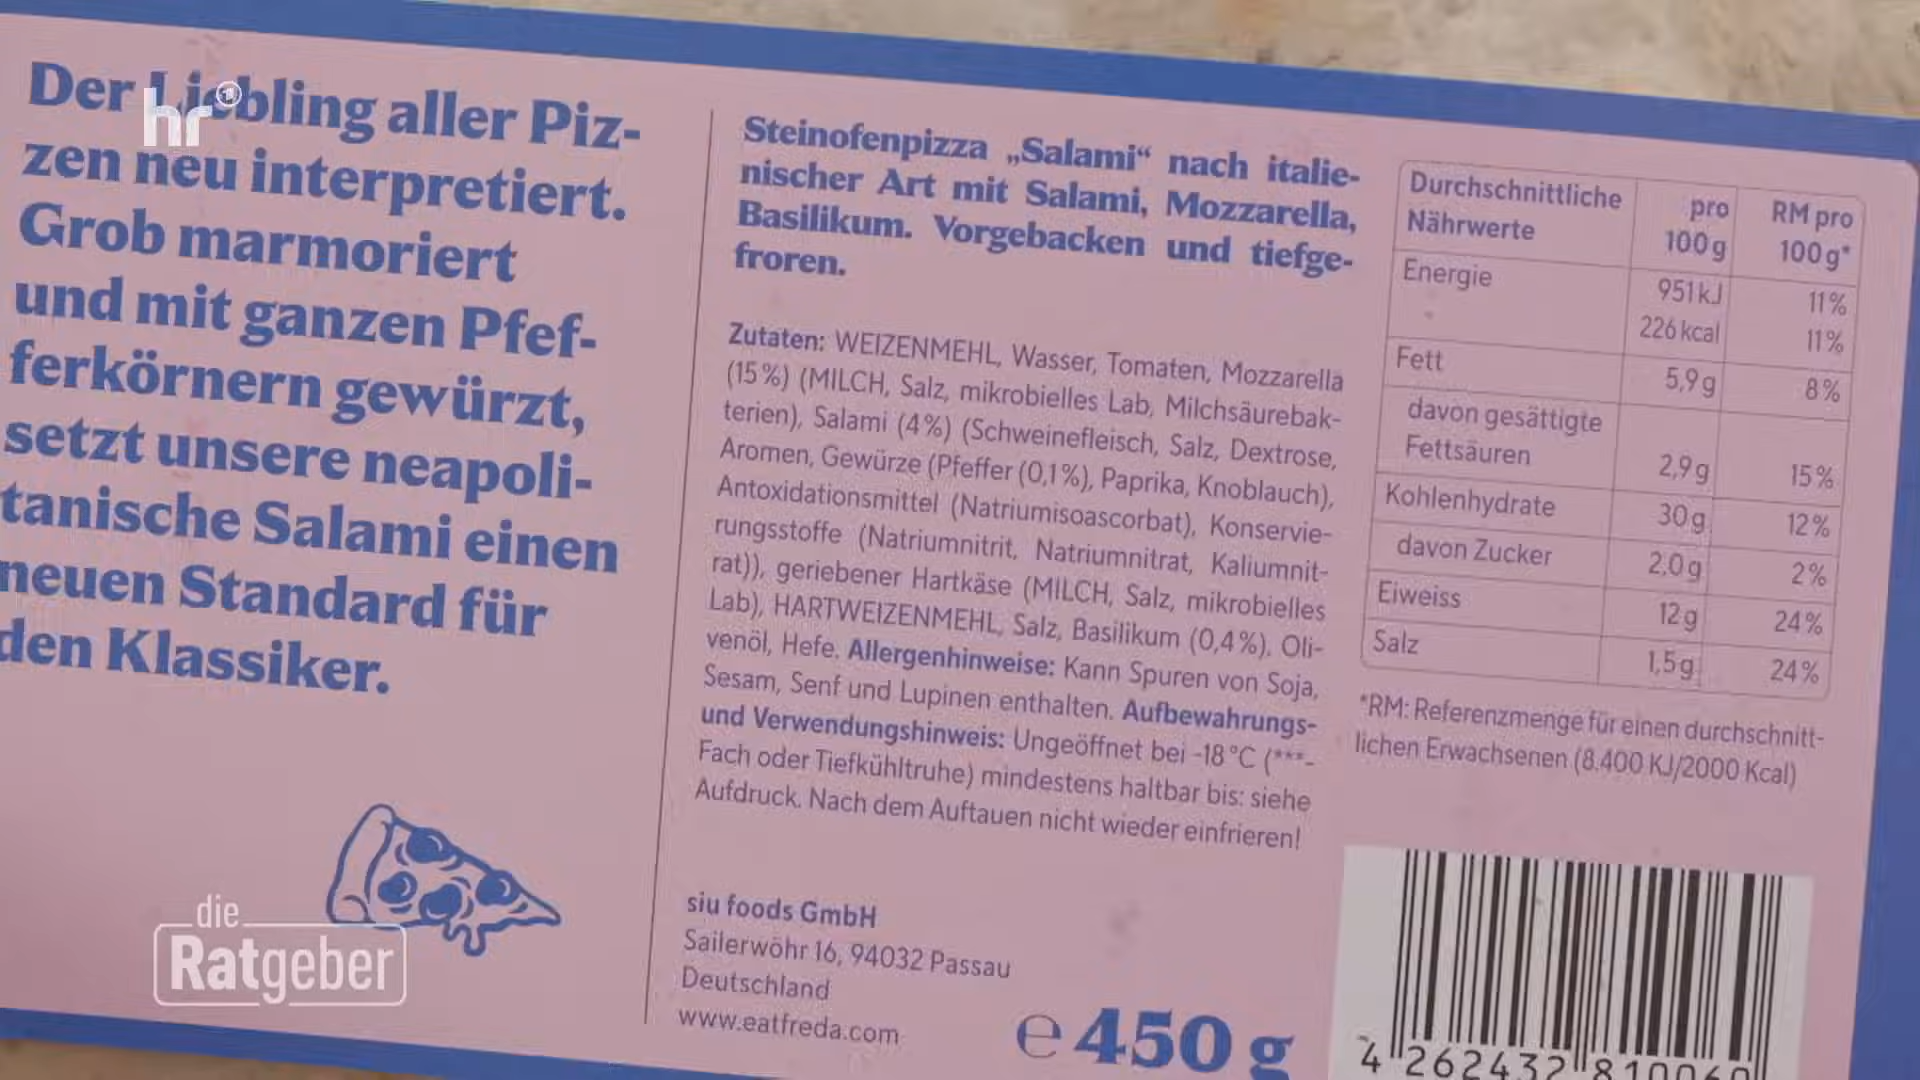 Der Liebling aller Piz-
zen neu interpretiert.
Grob marmoriert
und mit ganzen Pfef-
ferkörnern gewürzt,
setzt unsere neapoli-
tanische Salami einen
neuen Standard für
den Klassiker.
hr
die
Ratgeber
Steinofenpizza „Salami“ nach italie-
nischer Art mit Salami, Mozzarella,
Basilikum. Vorgebacken und tiefge-
froren.
Zutaten: WEIZENMEHL, Wasser, Tomaten, Mozzarella
(15%) (MILCH, Salz, mikrobielles Lab, Milchsäurebak-
terien), Salami (4%) (Schweinefleisch, Salz, Dextrose,
Aromen, Gewürze (Pfeffer (0,1%), Paprika, Knoblauch),
Antoxidationsmittel (Natriumisoascorbat), Konservie-
rungsstoffe (Natriumnitrit, Natriumnitrat, Kaliumnit-
rat)), geriebener Hartkäse (MILCH, Salz, mikrobielles
Lab), HARTWEIZENMEHL, Salz, Basilikum (0,4%). Oli-
venöl, Hefe. Allergenhinweise: Kann Spuren von Soja,
Sesam, Senf und Lupinen enthalten. Aufbewahrungs-
und Verwendungshinweis: Ungeöffnet bei -18°C (***-
Fach oder Tiefkühltruhe) mindestens haltbar bis: siehe
Aufdruck. Nach dem Auftauen nicht wieder einfrieren!
siu foods GmbH
Sailerwöhr 16, 94032 Passau
Deutschland
www.eatfreda.com
e 450 g
Durchschnittliche Nährwerte pro 100g RM pro 100g*
Energie 951 kJ 11%
226 kcal 11%
Fett 5,9 g 8%
davon gesättigte
Fettsäuren 2,9 g 15%
Kohlenhydrate 30 g 12%
davon Zucker 2,0 g 2%
Eiweiss 12 g 24%
Salz 1,5 g 24%
*RM: Referenzmenge für einen durchschnitt-
lichen Erwachsenen (8.400 KJ/2000 Kcal)
4 262432 810060